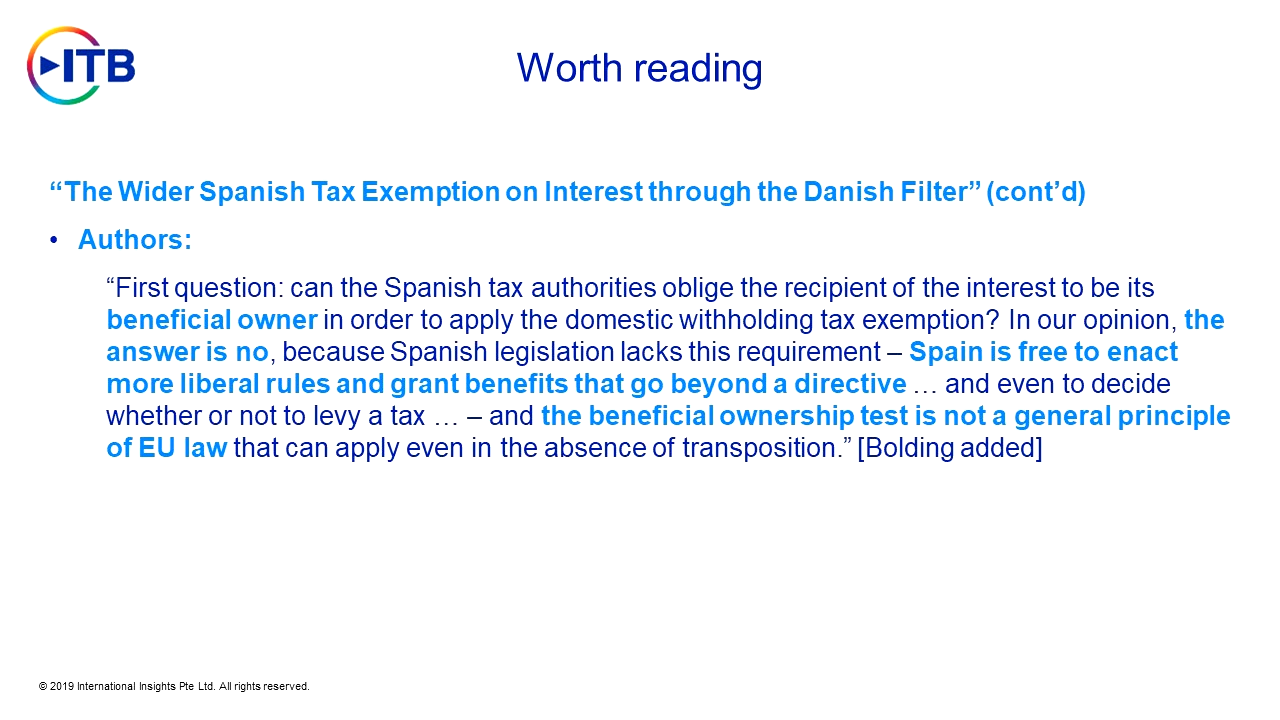 ITB
Worth reading
“The Wider Spanish Tax Exemption on Interest through the Danish Filter” (cont’d)
• Authors:
“First question: can the Spanish tax authorities oblige the recipient of the interest to be its
beneficial owner in order to apply the domestic withholding tax exemption? In our opinion, the
answer is no, because Spanish legislation lacks this requirement – Spain is free to enact
more liberal rules and grant benefits that go beyond a directive … and even to decide
whether or not to levy a tax … – and the beneficial ownership test is not a general principle
of EU law that can apply even in the absence of transposition.” [Bolding added]
© 2019 International Insights Pte Ltd. All rights reserved.